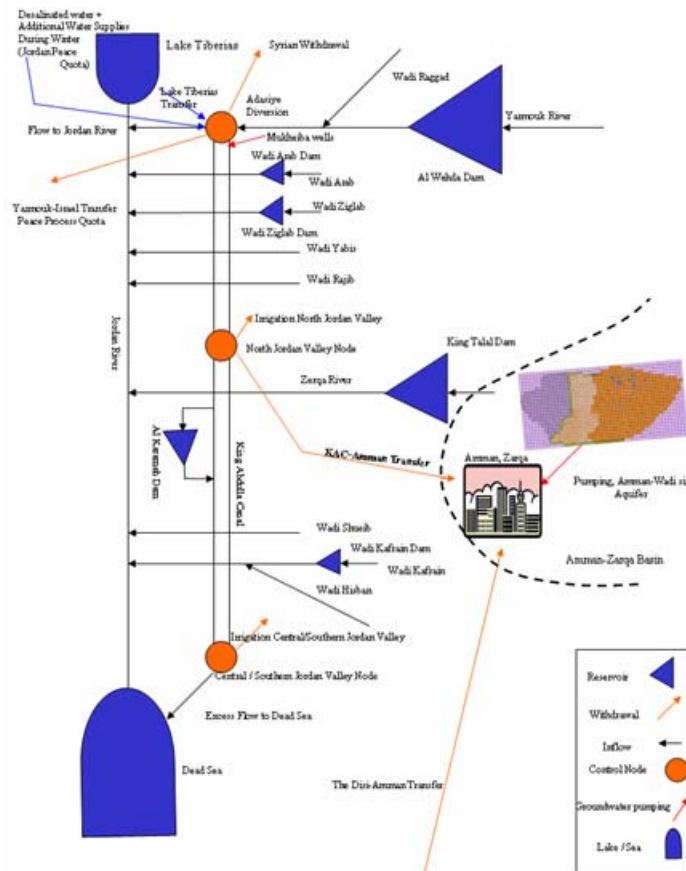 Desalinated water +
Additional Water Supplies
During Winter
(Jordan Peace
Quota)
Lake Tiberias
Syrian Withdrawal
Wadi Raggad
Lake Tiberias
Transfer
Adasiye
Diversion
Yarmouk River
Flow to Jordan River
Mukheiba wells
Wadi Arab Dam
Wadi Arab
Al Wehda Dam
Yarmouk-Israel Transfer
Peace Process Quota
Wadi Ziglab
Wadi Ziglab Dam
Wadi Yabis
Wadi Rajib
Jordan River
Irrigation North Jordan Valley
North Jordan Valley Node
King Talal Dam
Zerqa River
Al Karameh Dam
King Abdulla Canal
KAC-Amman Transfer
Amman, Zarqa
Pumping, Amman-Wadi si
Aquifer
Wadi Shueib
Wadi Kafrain Dam
Wadi Kafrain
Wadi Hisban
Amman-Zarqa Basin
Irrigation Central/Southern Jordan Valley
Central / Southern Jordan Valley Node
Excess Flow to Dead Sea
Dead Sea
The Disi-Amman Transfer
Reservoir
Withdrawal
Inflow
Control Node
Groundwater pumping
Lake / Sea